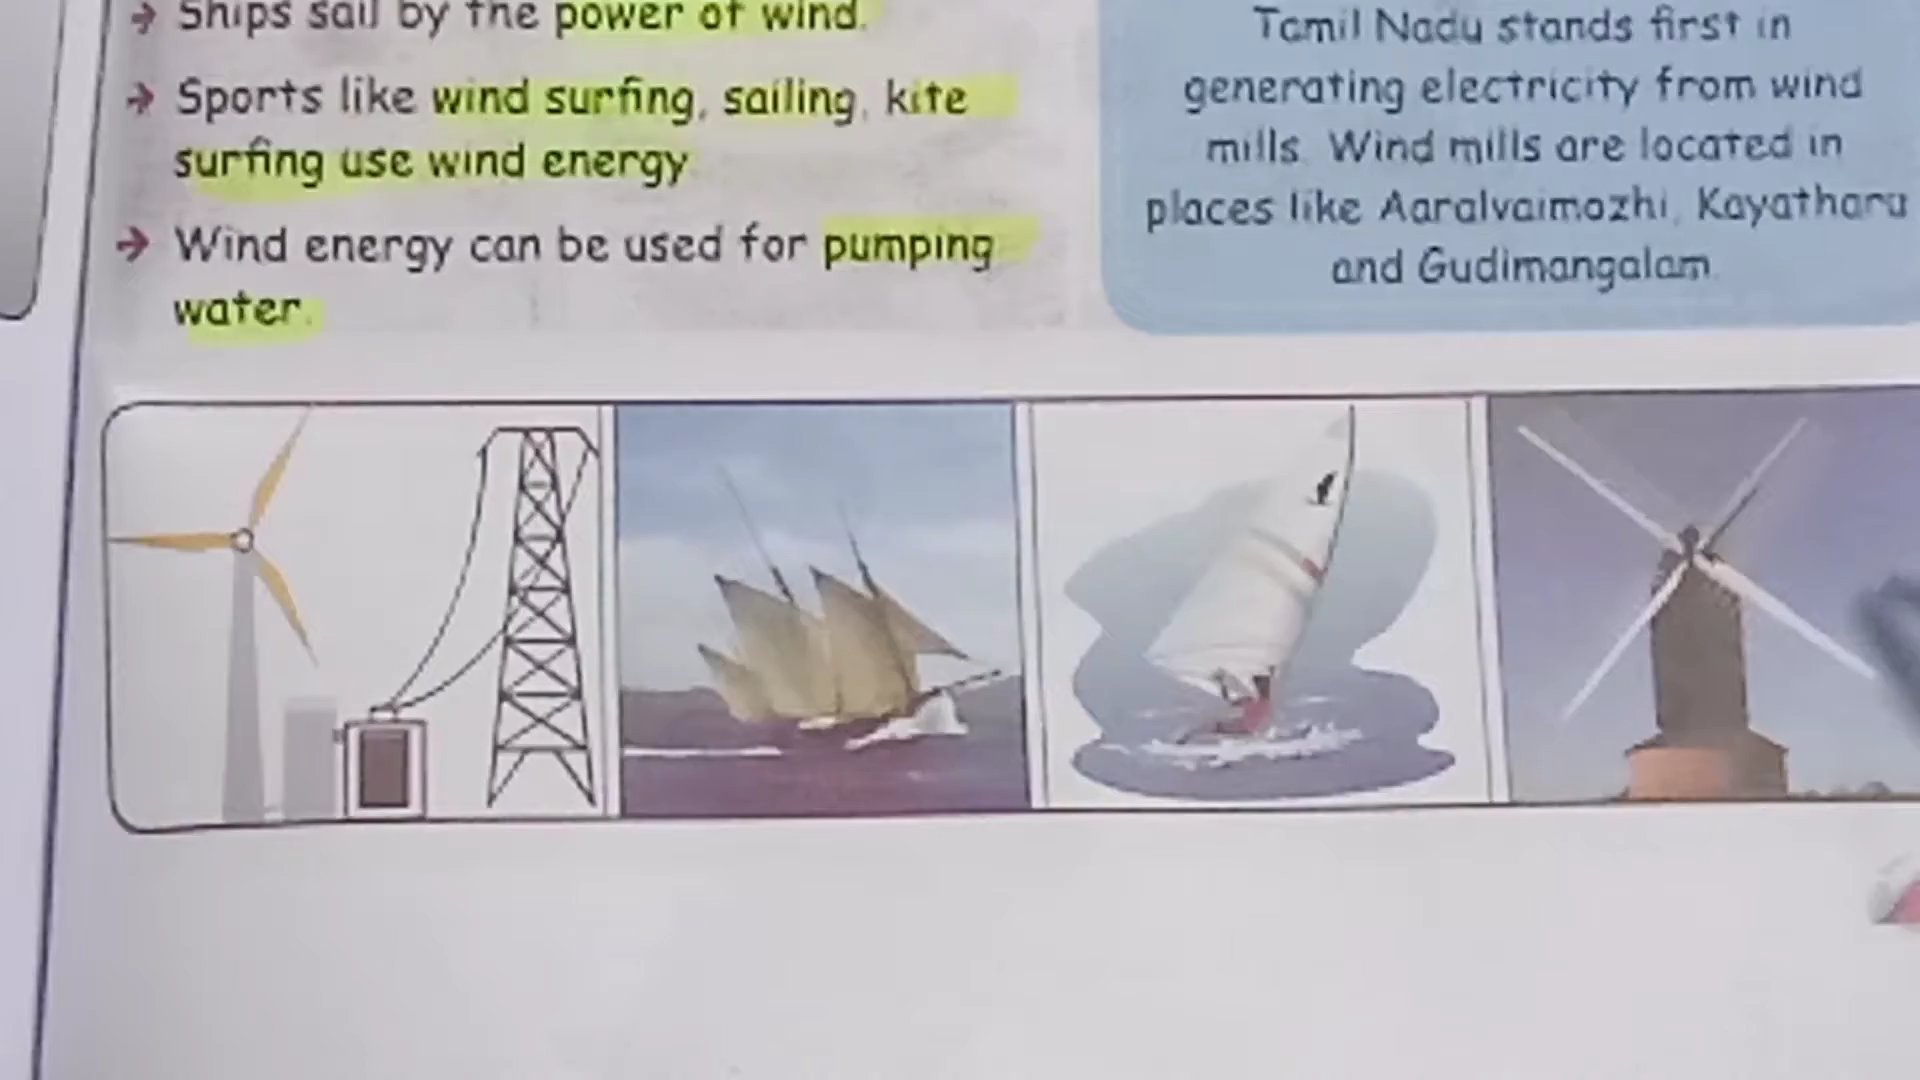 → Ships sail by the power of wind.
→ Sports like wind surfing, sailing, kite
surfing use wind energy.
→ Wind energy can be used for pumping
water.
Tamil Nadu stands first in
generating electricity from wind
mills. Wind mills are located in
places like Aaralvaimozhi, Kayatharu
and Gudimangalam.